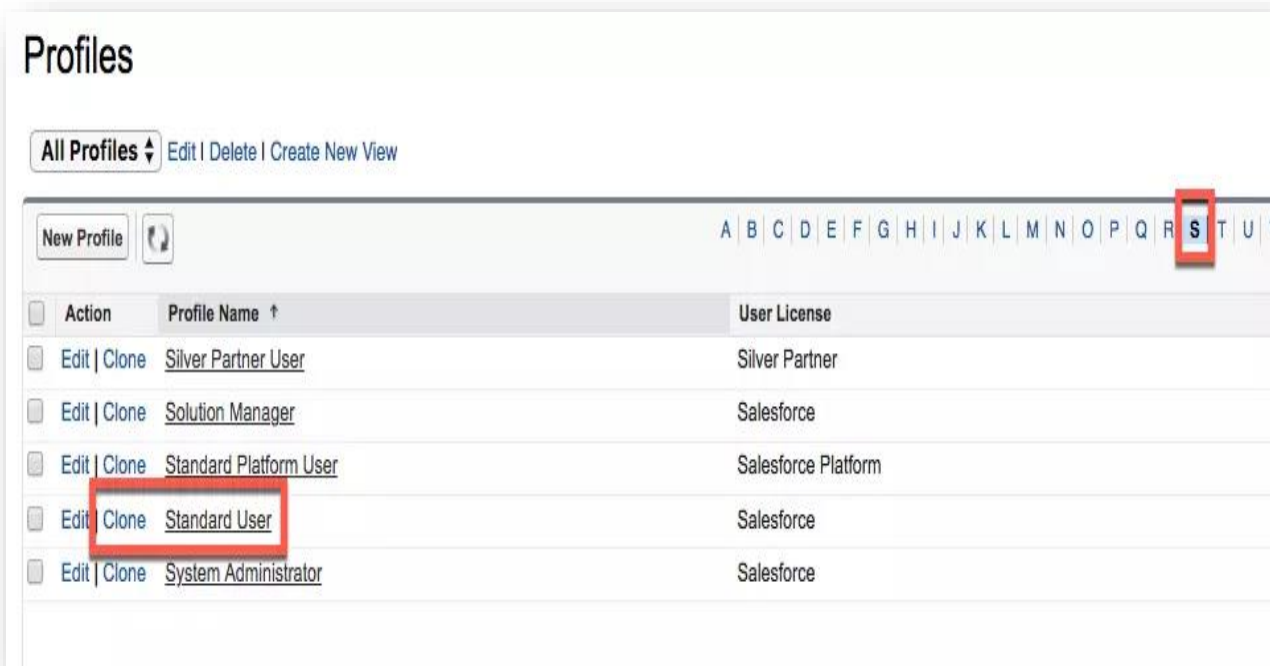 Profiles
All Profiles Edit | Delete | Create New View
New Profile A | B | C | D | E | F | G | H | I | J | K | L | M | N | O | P | Q | R | S | T | U |
Action Profile Name ↑ User License
Edit | Clone Silver Partner User Silver Partner
Edit | Clone Solution Manager Salesforce
Edit | Clone Standard Platform User Salesforce Platform
Edit | Clone Standard User Salesforce
Edit | Clone System Administrator Salesforce